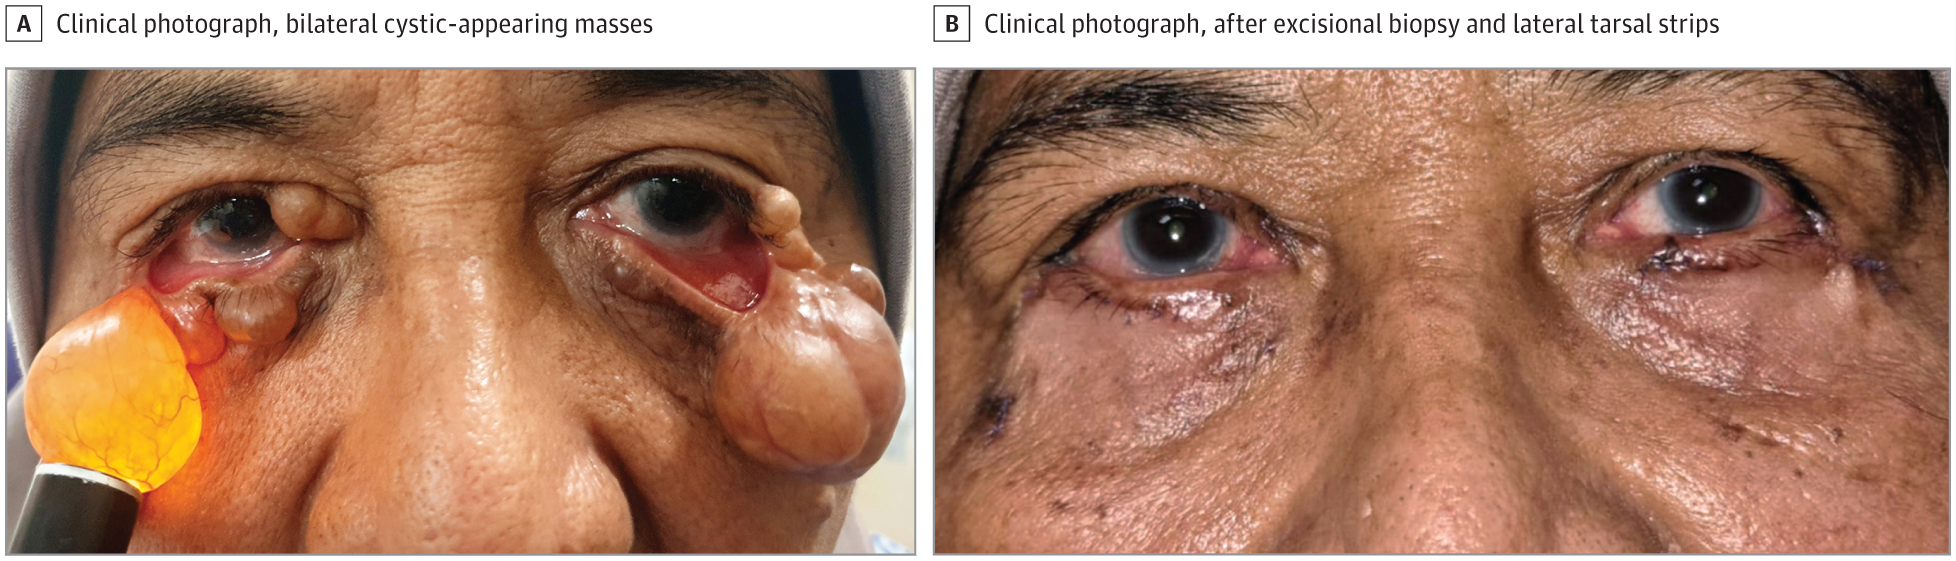 A Clinical photograph, bilateral cystic-appearing masses
B Clinical photograph, after excisional biopsy and lateral tarsal strips